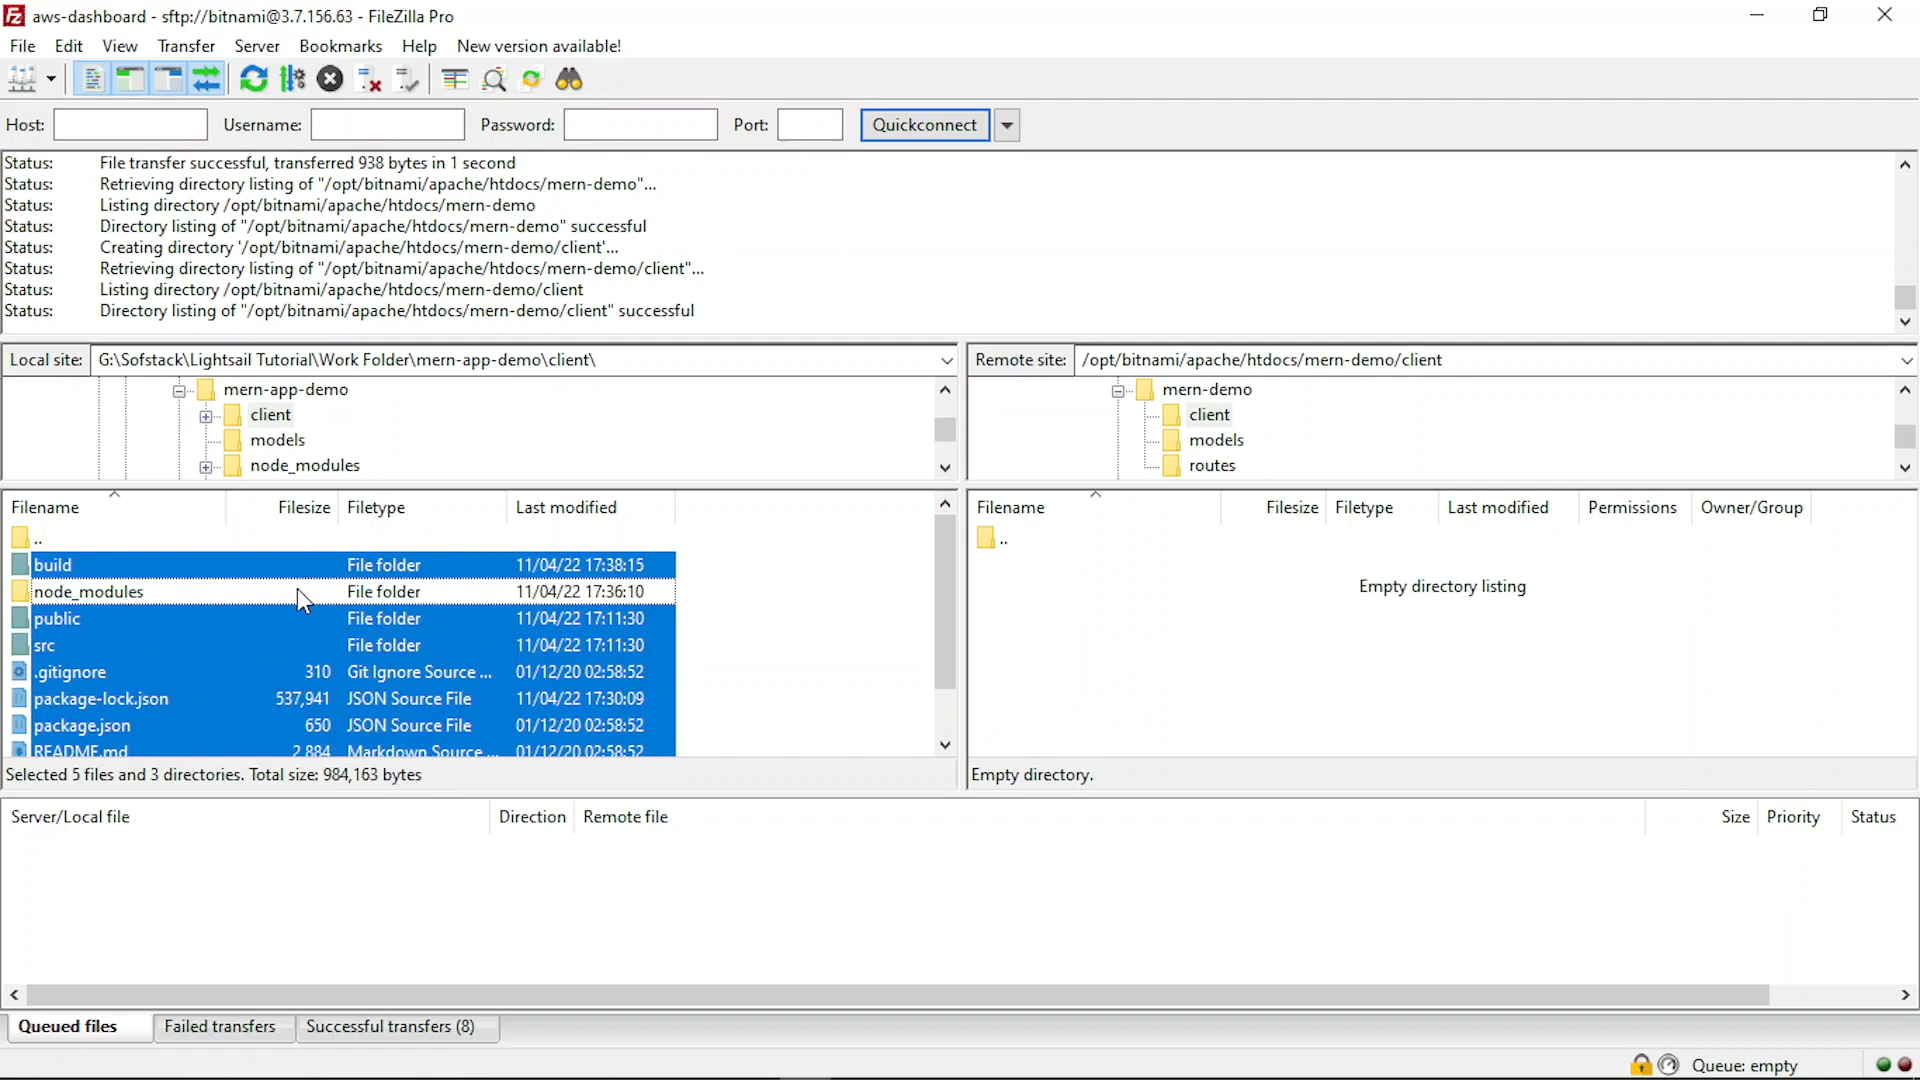 aws-dashboard - sftp://bitnami@3.7.156.63 - FileZilla Pro
File Edit View Transfer Server Bookmarks Help New version available!
Host: Username: Password: Port: Quickconnect
Status: File transfer successful, transferred 938 bytes in 1 second
Status: Retrieving directory listing of "/opt/bitnami/apache/htdocs/mern-demo"...
Status: Listing directory /opt/bitnami/apache/htdocs/mern-demo
Status: Directory listing of "/opt/bitnami/apache/htdocs/mern-demo" successful
Status: Creating directory '/opt/bitnami/apache/htdocs/mern-demo/client'...
Status: Retrieving directory listing of "/opt/bitnami/apache/htdocs/mern-demo/client"...
Status: Listing directory /opt/bitnami/apache/htdocs/mern-demo/client
Status: Directory listing of "/opt/bitnami/apache/htdocs/mern-demo/client" successful
Local site: G:\Sofstack\Lightsail Tutorial\Work Folder\mern-app-demo\client\
mern-app-demo
client
models
node_modules
Filename Filesize Filetype Last modified
..
build File folder 11/04/22 17:38:15
node_modules File folder 11/04/22 17:36:10
public File folder 11/04/22 17:11:30
src File folder 11/04/22 17:11:30
.gitignore 310 Git Ignore Source ... 01/12/20 02:58:52
package-lock.json 537,941 JSON Source File 11/04/22 17:30:09
package.json 650 JSON Source File 01/12/20 02:58:52
README.md 2,884 Markdown Source ... 01/12/20 02:58:52
Selected 5 files and 3 directories. Total size: 984,163 bytes
Remote site: /opt/bitnami/apache/htdocs/mern-demo/client
mern-demo
client
models
routes
Filename Filesize Filetype Last modified Permissions Owner/Group
..
Empty directory listing
Empty directory.
Server/Local file Direction Remote file Size Priority Status
Queued files Failed transfers Successful transfers (8)
Queue: empty